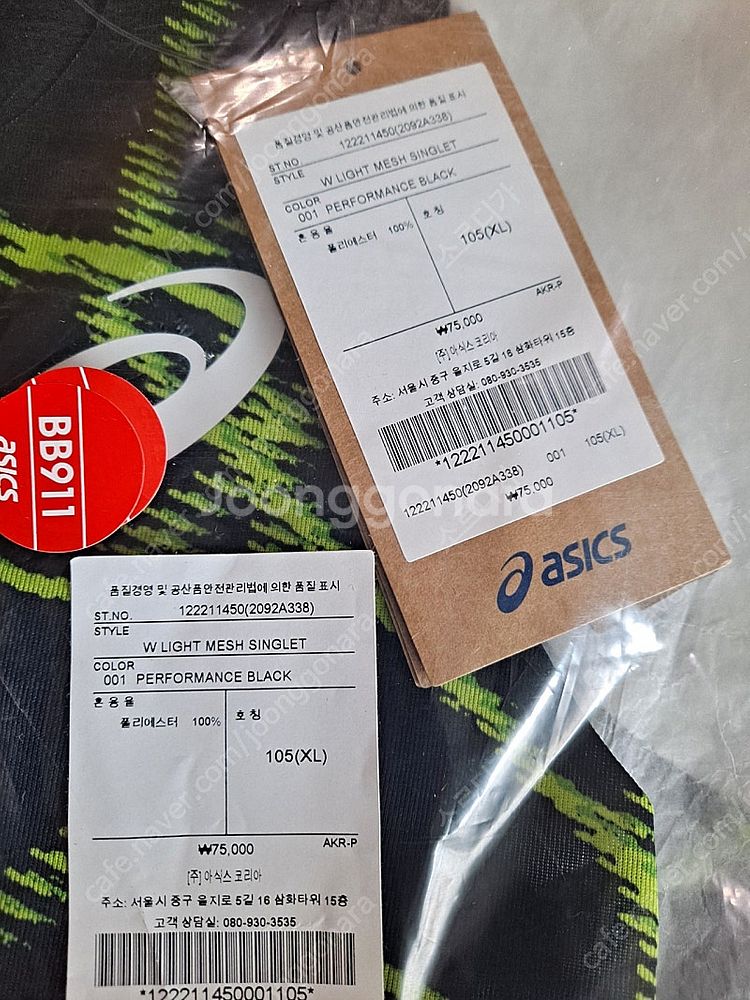 품질경영 및 공산품안전관리법에 의한 품질 표시
ST.NO. 122211450(2092A338)
STYLE
W LIGHT MESH SINGLET
COLOR
001 PERFORMANCE BLACK
혼 용 율 호 칭
폴리에스터 100%
105(XL)
AKR-P
₩75,000
[주] 아식스 코리아
주소: 서울시 중구 을지로 5길 16 삼화타워 15층
고객 상담실: 080-930-3535
*122211450001105*
122211450(2092A338) 001 105(XL)
₩75,000
asics
BB911
asics
품질경영 및 공산품안전관리법에 의한 품질 표시
ST.NO. 122211450(2092A338)
STYLE
W LIGHT MESH SINGLET
COLOR
001 PERFORMANCE BLACK
혼 용 율 호 칭
폴리에스터 100%
105(XL)
₩75,000 AKR-P
[주] 아식스 코리아
주소: 서울시 중구 을지로 5길 16 삼화타워 15층
고객 상담실: 080-930-3535
*122211450001105*
Joonggonara
cafe.naver.com/joonggonara